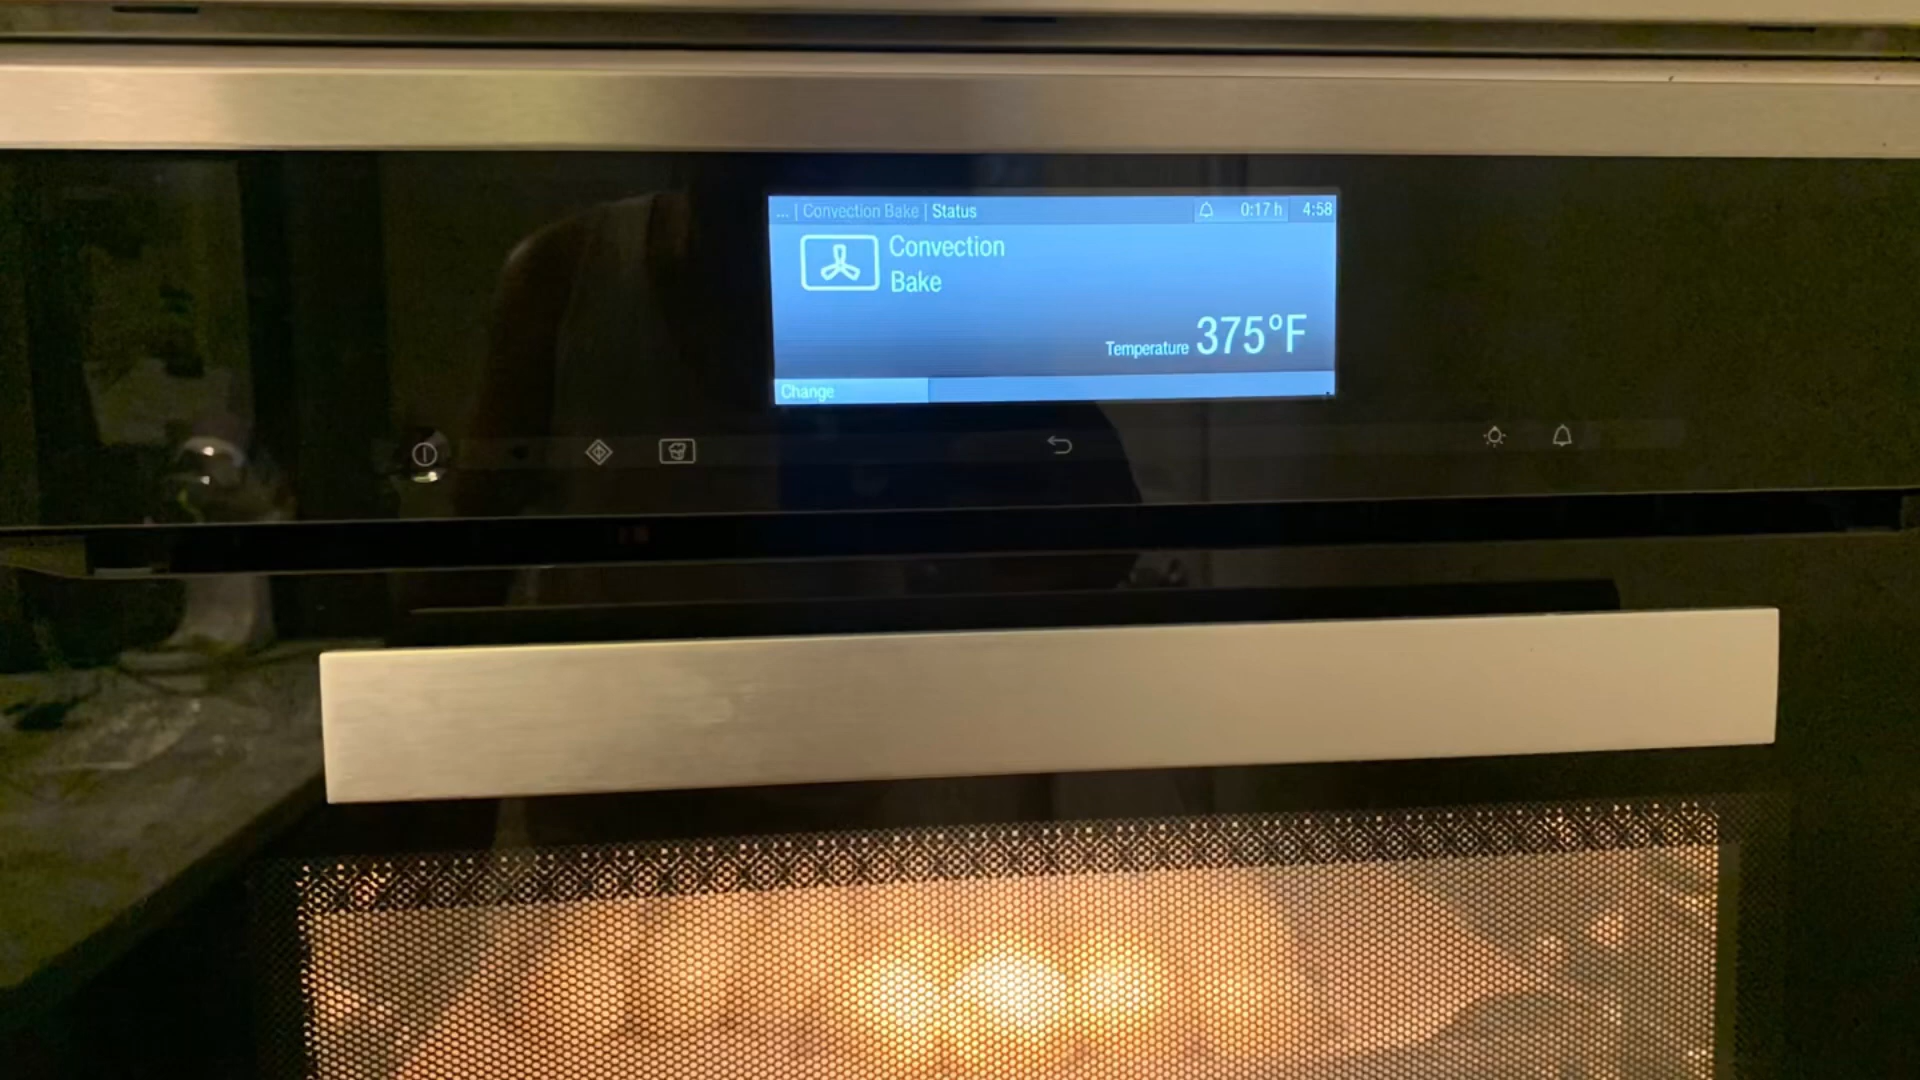 ... | Convection Bake | Status 0:17 h 4:58
Convection
Bake
Temperature 375°F
Change